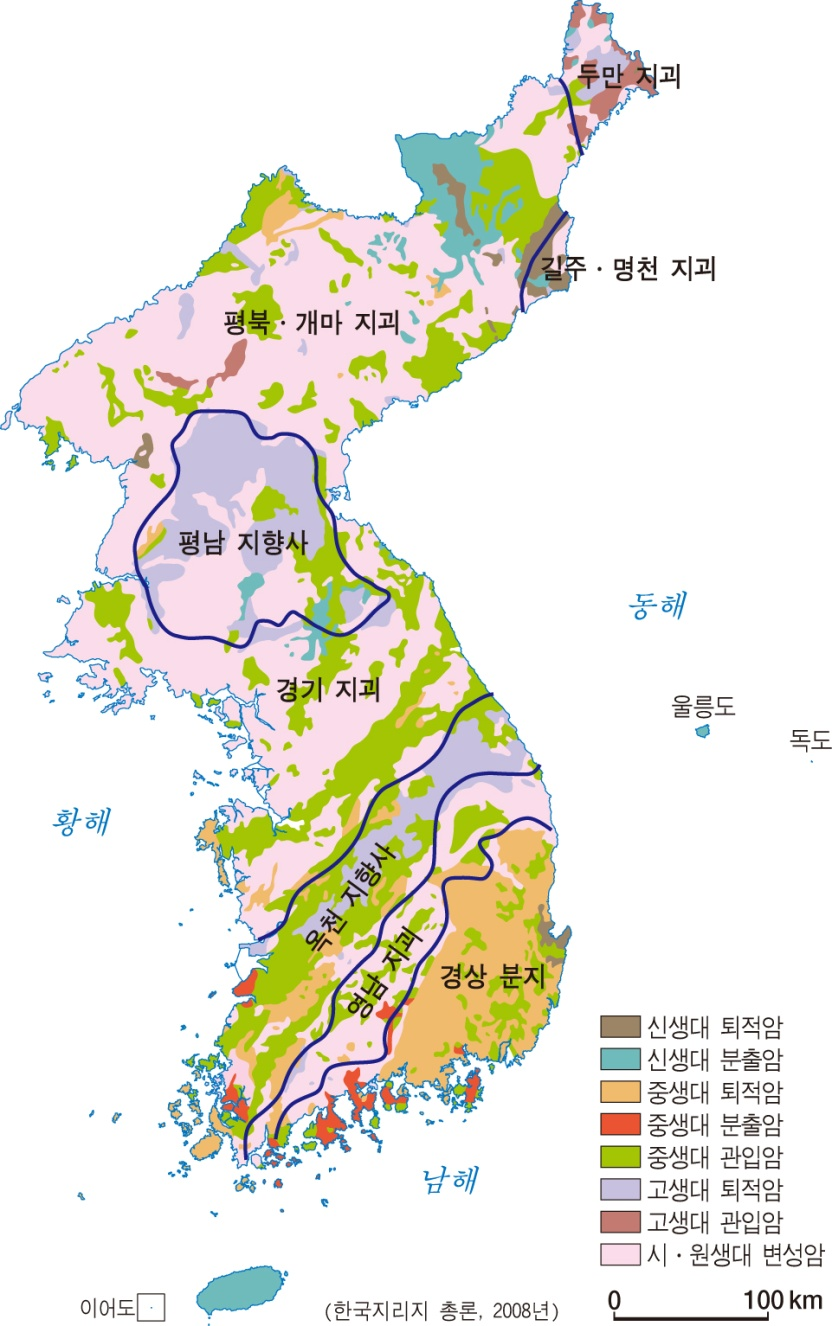 두만 지괴
길주·명천 지괴
평북·개마 지괴
평남 지향사
동해
경기 지괴
울릉도
독도
황해
옥천 지향사
영남 지괴
경상 분지
신생대 퇴적암
신생대 분출암
중생대 퇴적암
중생대 분출암
중생대 관입암
고생대 퇴적암
고생대 관입암
시·원생대 변성암
남해
이어도
(한국지리지 총론, 2008년)
0 100 km